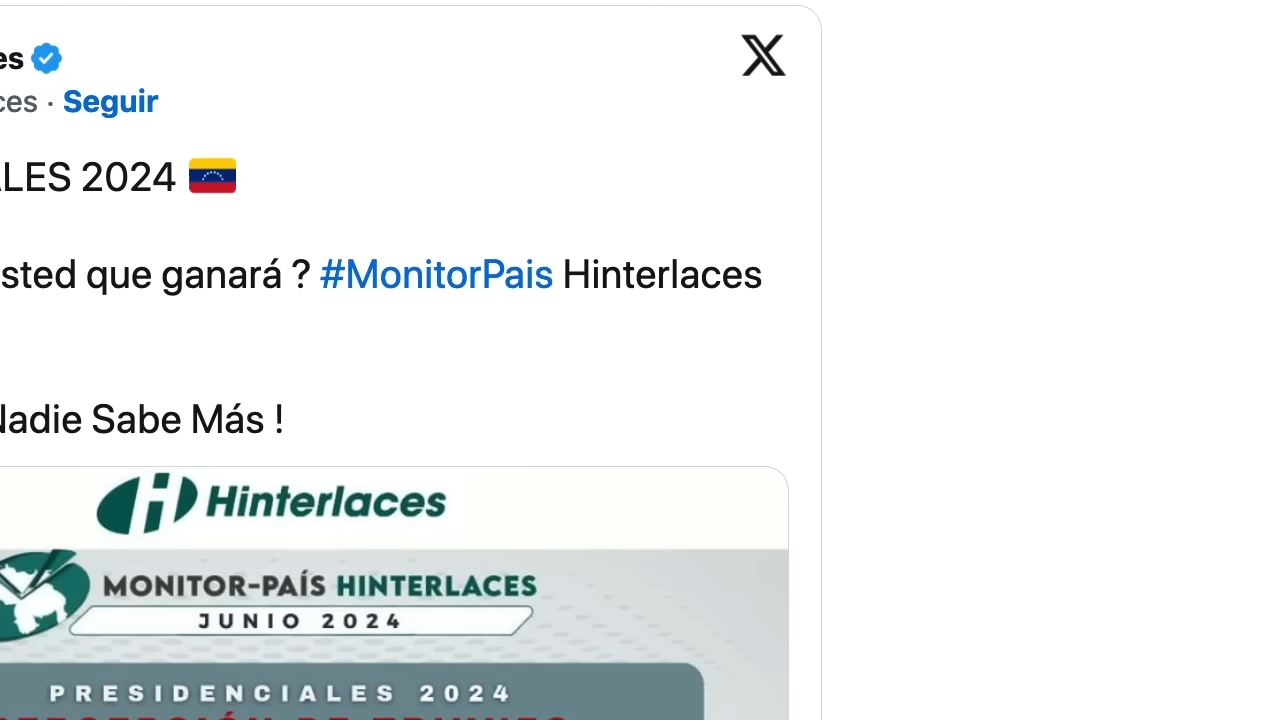 es
ces · Seguir
LES 2024
sted que ganará ? #MonitorPais Hinterlaces
Nadie Sabe Más !
Hinterlaces
MONITOR-PAÍS HINTERLACES
JUNIO 2024
PRESIDENCIALES 2024